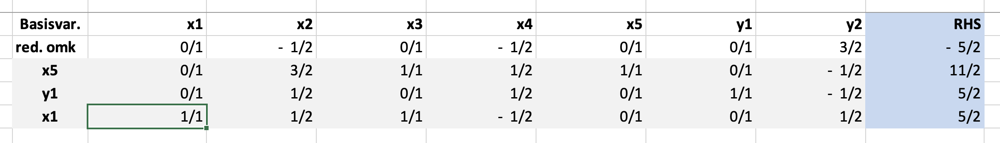 Basisvar. x1 x2 x3 x4 x5 y1 y2 RHS
red. omk 0/1 - 1/2 0/1 - 1/2 0/1 0/1 3/2 - 5/2
x5 0/1 3/2 1/1 1/2 1/1 0/1 - 1/2 11/2
y1 0/1 1/2 0/1 1/2 0/1 1/1 - 1/2 5/2
x1 1/1 1/2 1/1 - 1/2 0/1 0/1 1/2 5/2